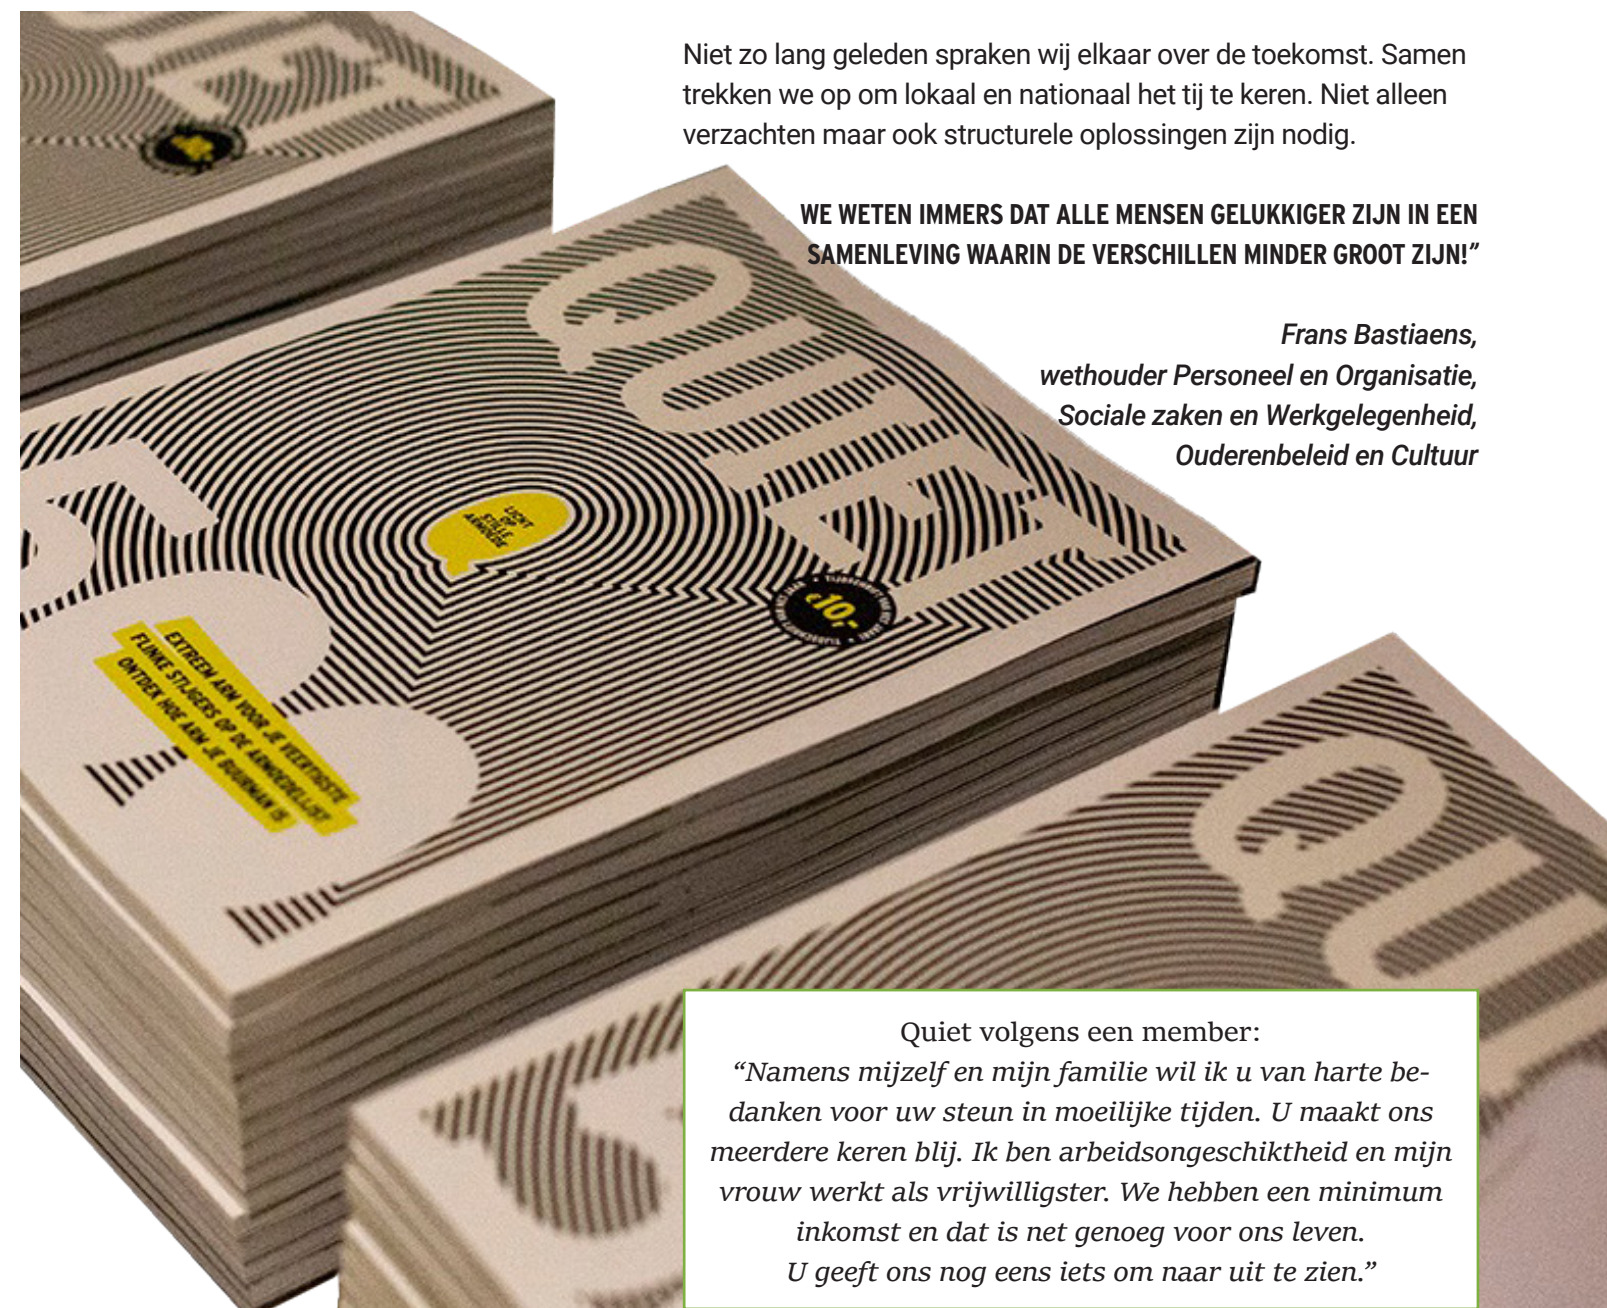 Niet zo lang geleden spraken wij elkaar over de toekomst. Samen
trekken we op om lokaal en nationaal het tij te keren. Niet alleen
verzachten maar ook structurele oplossingen zijn nodig.
WE WETEN IMMERS DAT ALLE MENSEN GELUKKIGER ZIJN IN EEN
SAMENLEVING WAARIN DE VERSCHILLEN MINDER GROOT ZIJN!”
Frans Bastiaens,
wethouder Personeel en Organisatie,
Sociale zaken en Werkgelegenheid,
Ouderenbeleid en Cultuur
QUIET
LICHT
OP
STILLE
ARMOEDE
€10,-
EXTREEM ARM VOOR JE VEERTIGSTE
FLINKE STIJGERS OP DE ARMOEDELIJST
ONTDEK HOE ARM JE BUURMAN IS
QU
Quiet volgens een member:
“Namens mijzelf en mijn familie wil ik u van harte be-
danken voor uw steun in moeilijke tijden. U maakt ons
meerdere keren blij. Ik ben arbeidsongeschiktheid en mijn
vrouw werkt als vrijwilligster. We hebben een minimum
inkomst en dat is net genoeg voor ons leven.
U geeft ons nog eens iets om naar uit te zien.”